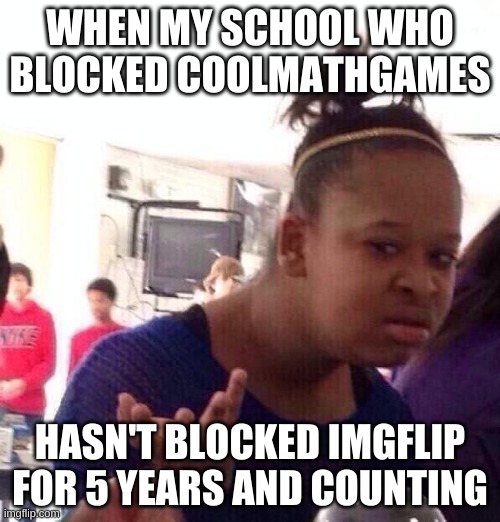 WHEN MY SCHOOL WHO
BLOCKED COOLMATHGAMES
HASN'T BLOCKED IMGFLIP
FOR 5 YEARS AND COUNTING
imgflip.com